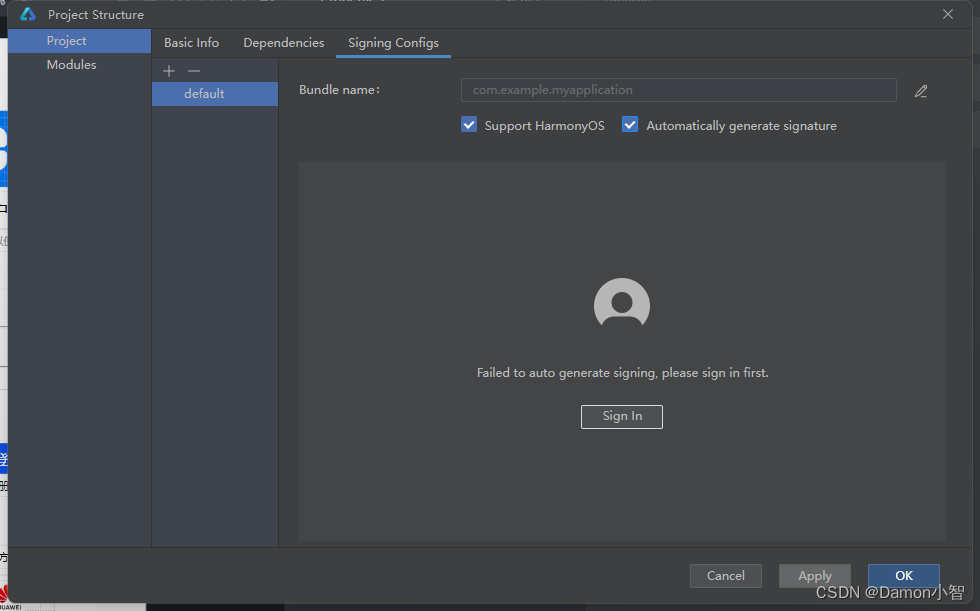 Project Structure
Project
Modules
Basic Info Dependencies Signing Configs
default
Bundle name:
com.example.myapplication
Support HarmonyOS Automatically generate signature
Failed to auto generate signing, please sign in first.
Sign In
Cancel Apply OK
CSDN @Damon小智
HUAWEI